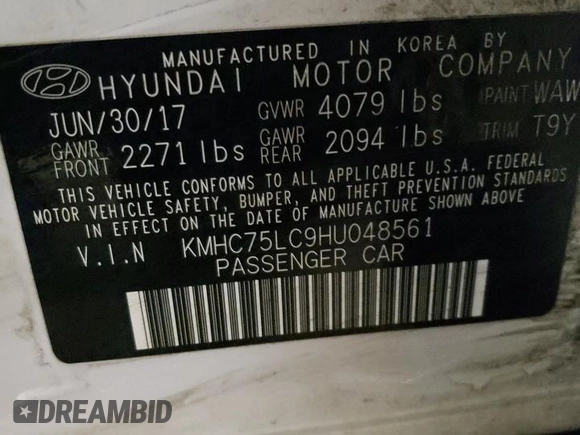 MANUFACTURED IN KOREA BY
HYUNDAI MOTOR COMPANY
JUN/30/17 GVWR 4079 lbs PAINT WAW
GAWR FRONT 2271 lbs GAWR REAR 2094 lbs TRIM T9Y
THIS VEHICLE CONFORMS TO ALL APPLICABLE U.S.A. FEDERAL
MOTOR VEHICLE SAFETY, BUMPER, AND THEFT PREVENTION STANDARDS
IN EFFECT ON THE DATE OF MANUFACTURE SHOWN ABOVE.
V.I.N KMHC75LC9HU048561
PASSENGER CAR
DREAMBID